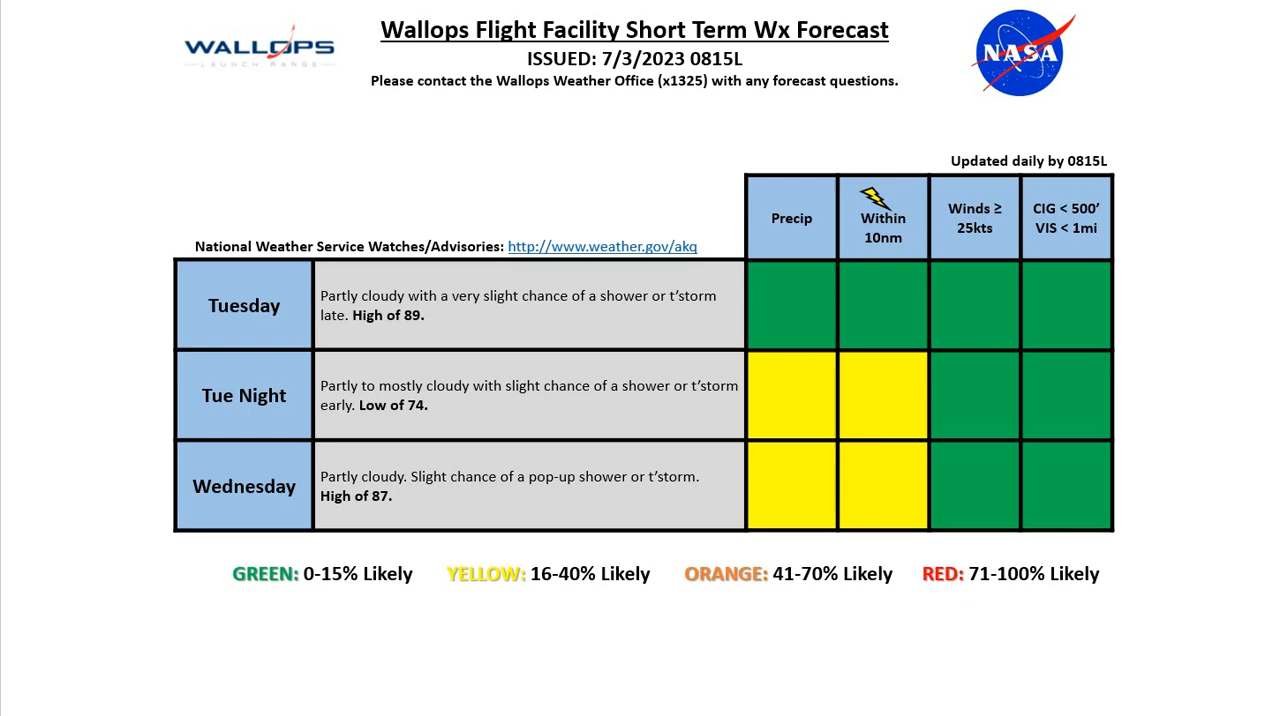 WALLOPS
LAUNCH RANGE
Wallops Flight Facility Short Term Wx Forecast
ISSUED: 7/3/2023 0815L
Please contact the Wallops Weather Office (x1325) with any forecast questions.
NASA
Updated daily by 0815L
National Weather Service Watches/Advisories: http://www.weather.gov/akq
Precip
Within
10nm
Winds ≥
25kts
CIG < 500’
VIS < 1mi
Tuesday
Partly cloudy with a very slight chance of a shower or t’storm
late. High of 89.
Tue Night
Partly to mostly cloudy with slight chance of a shower or t’storm
early. Low of 74.
Wednesday
Partly cloudy. Slight chance of a pop-up shower or t’storm.
High of 87.
GREEN: 0-15% Likely
YELLOW: 16-40% Likely
ORANGE: 41-70% Likely
RED: 71-100% Likely